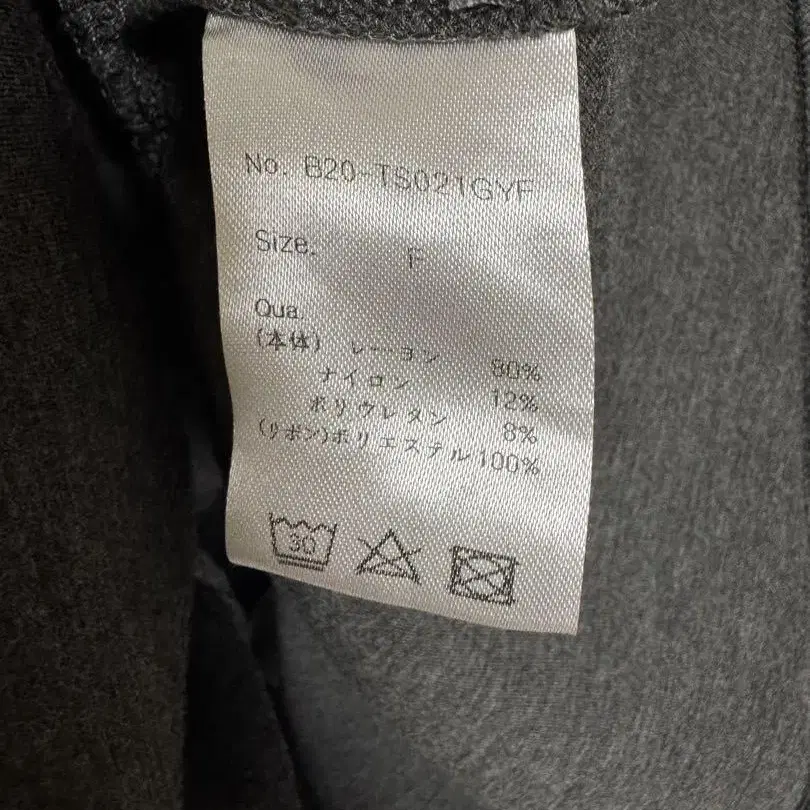 No. B20-TS021GYF
Size. F
Qua.
(本体) レーヨン 80%
ナイロン 12%
ポリウレタン 8%
(リボン)ポリエステル100%
30